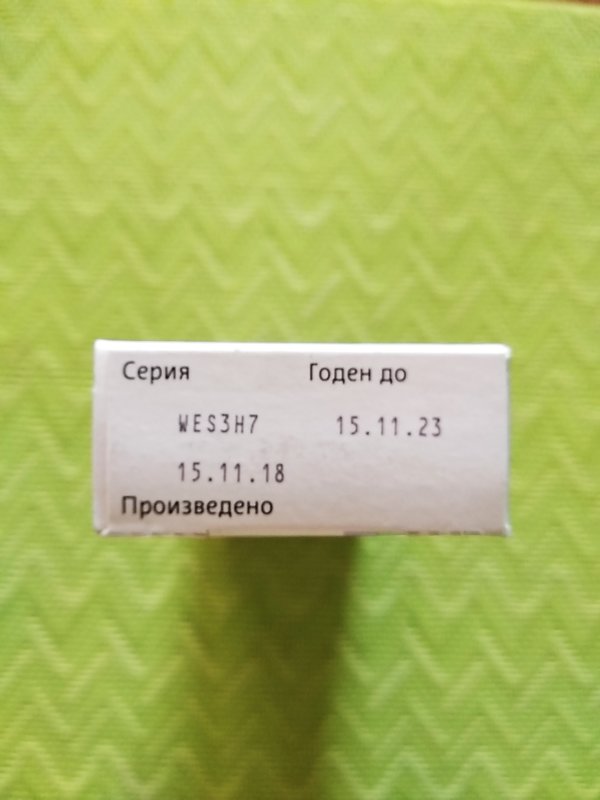 Серия Годен до
WES3H7 15.11.23
15.11.18
Произведено